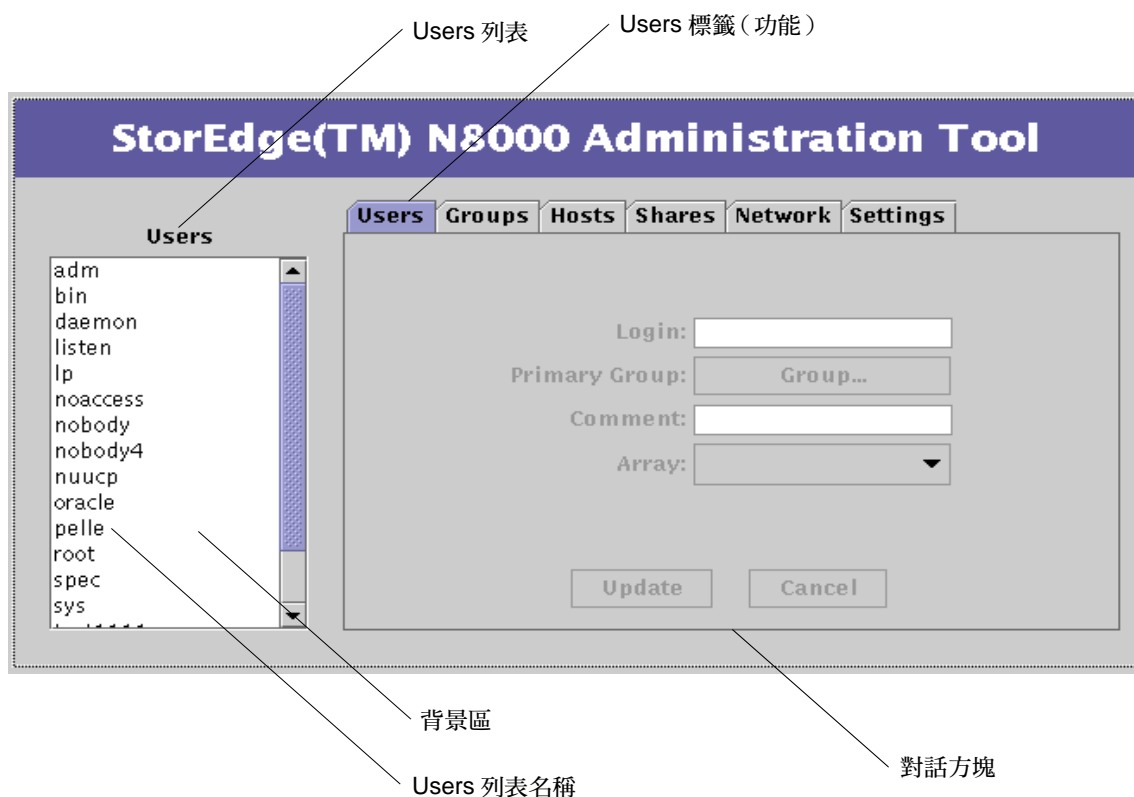 Users 列表
Users 標籤（功能）
StorEdge(TM) N8000 Administration Tool
Users
Users Groups Hosts Shares Network Settings
adm
bin
daemon
listen
lp
noaccess
nobody
nobody4
nuucp
oracle
pelle
root
spec
sys
Login:
Primary Group: Group...
Comment:
Array:
Update Cancel
背景區
Users 列表名稱
對話方塊